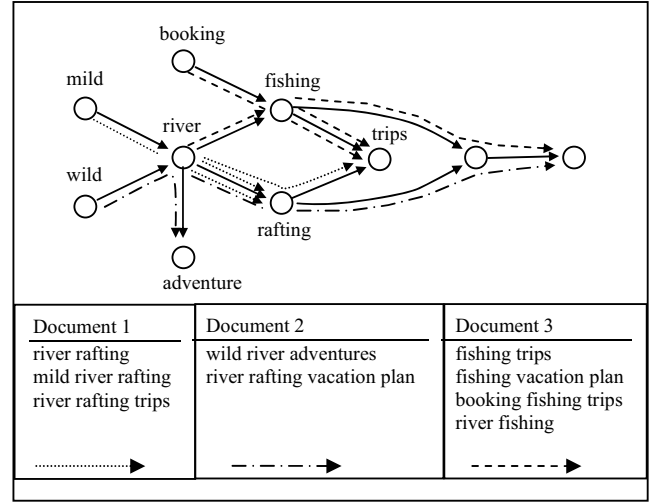 booking
mild
fishing
river
trips
wild
rafting
adventure
Document 1
river rafting
mild river rafting
river rafting trips
Document 2
wild river adventures
river rafting vacation plan
Document 3
fishing trips
fishing vacation plan
booking fishing trips
river fishing